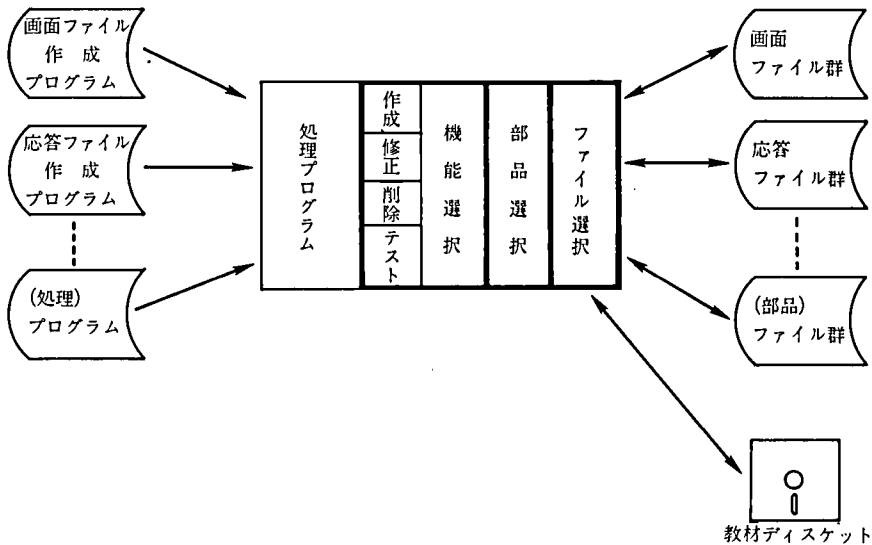 画面ファイル
作成
プログラム
応答ファイル
作成
プログラム
(処理)
プログラム
処理プログラム
作成
修正
削除
テスト
機能選択
部品選択
ファイル選択
画面
ファイル群
応答
ファイル群
(部品)
ファイル群
教材ディスケット